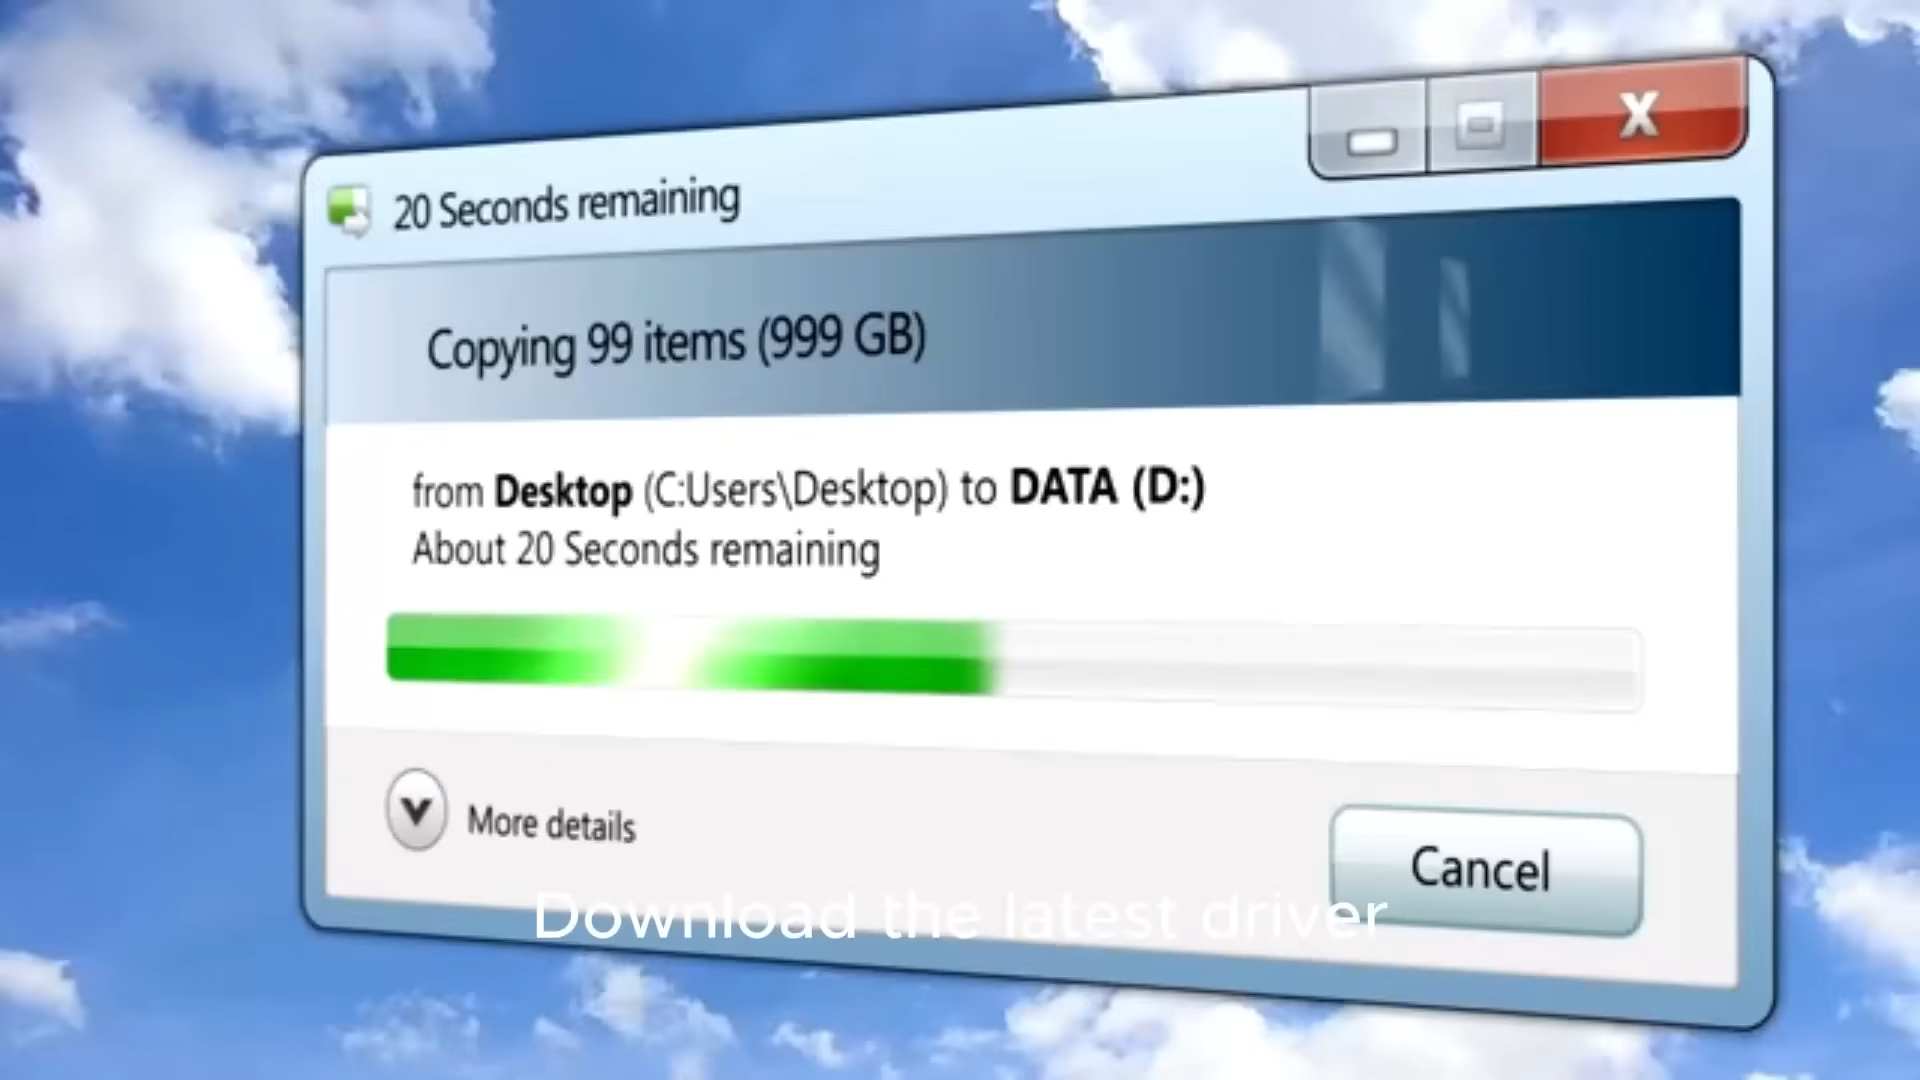 20 Seconds remaining
Copying 99 items (999 GB)
from Desktop (C:Users\Desktop) to DATA (D:)
About 20 Seconds remaining
More details
Cancel
Download the latest driver